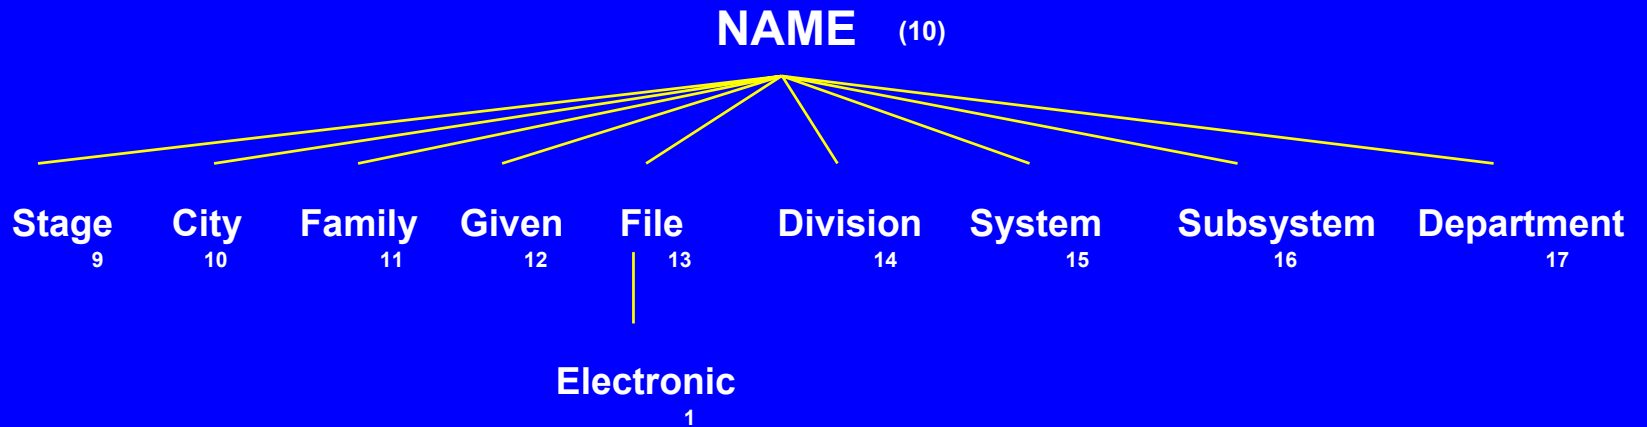 NAME (10)
Stage City Family Given File Division System Subsystem Department
9 10 11 12 13 14 15 16 17
Electronic
1